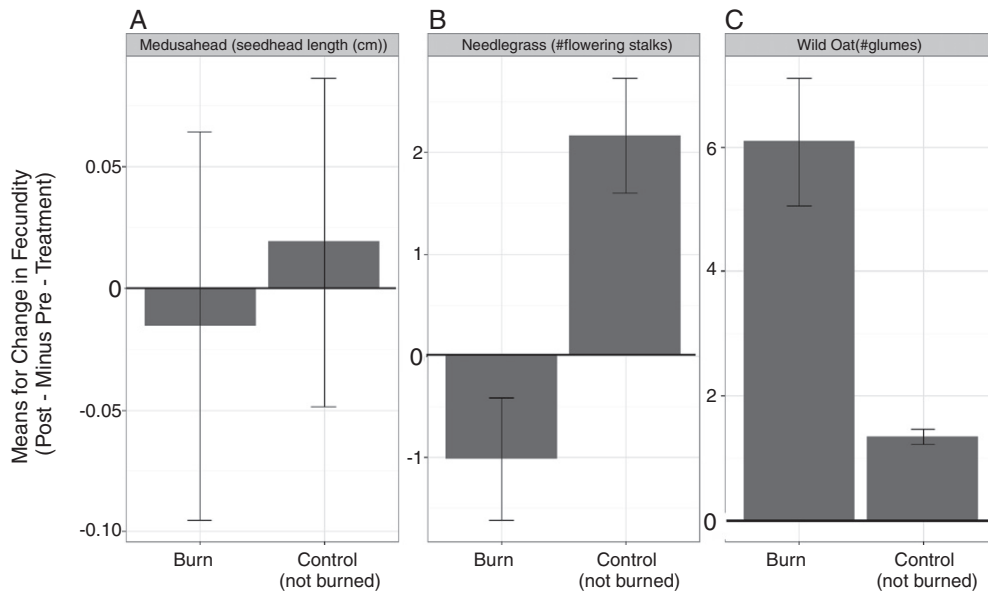 A
B
C
Medusahead (seedhead length (cm))
Needlegrass (#flowering stalks)
Wild Oat(#glumes)
Means for Change in Fecundity
(Post - Minus Pre - Treatment)
0.05
0
-0.05
-0.10
2
1
0
-1
6
4
2
0
Burn
Control
(not burned)
Burn
Control
(not burned)
Burn
Control
(not burned)